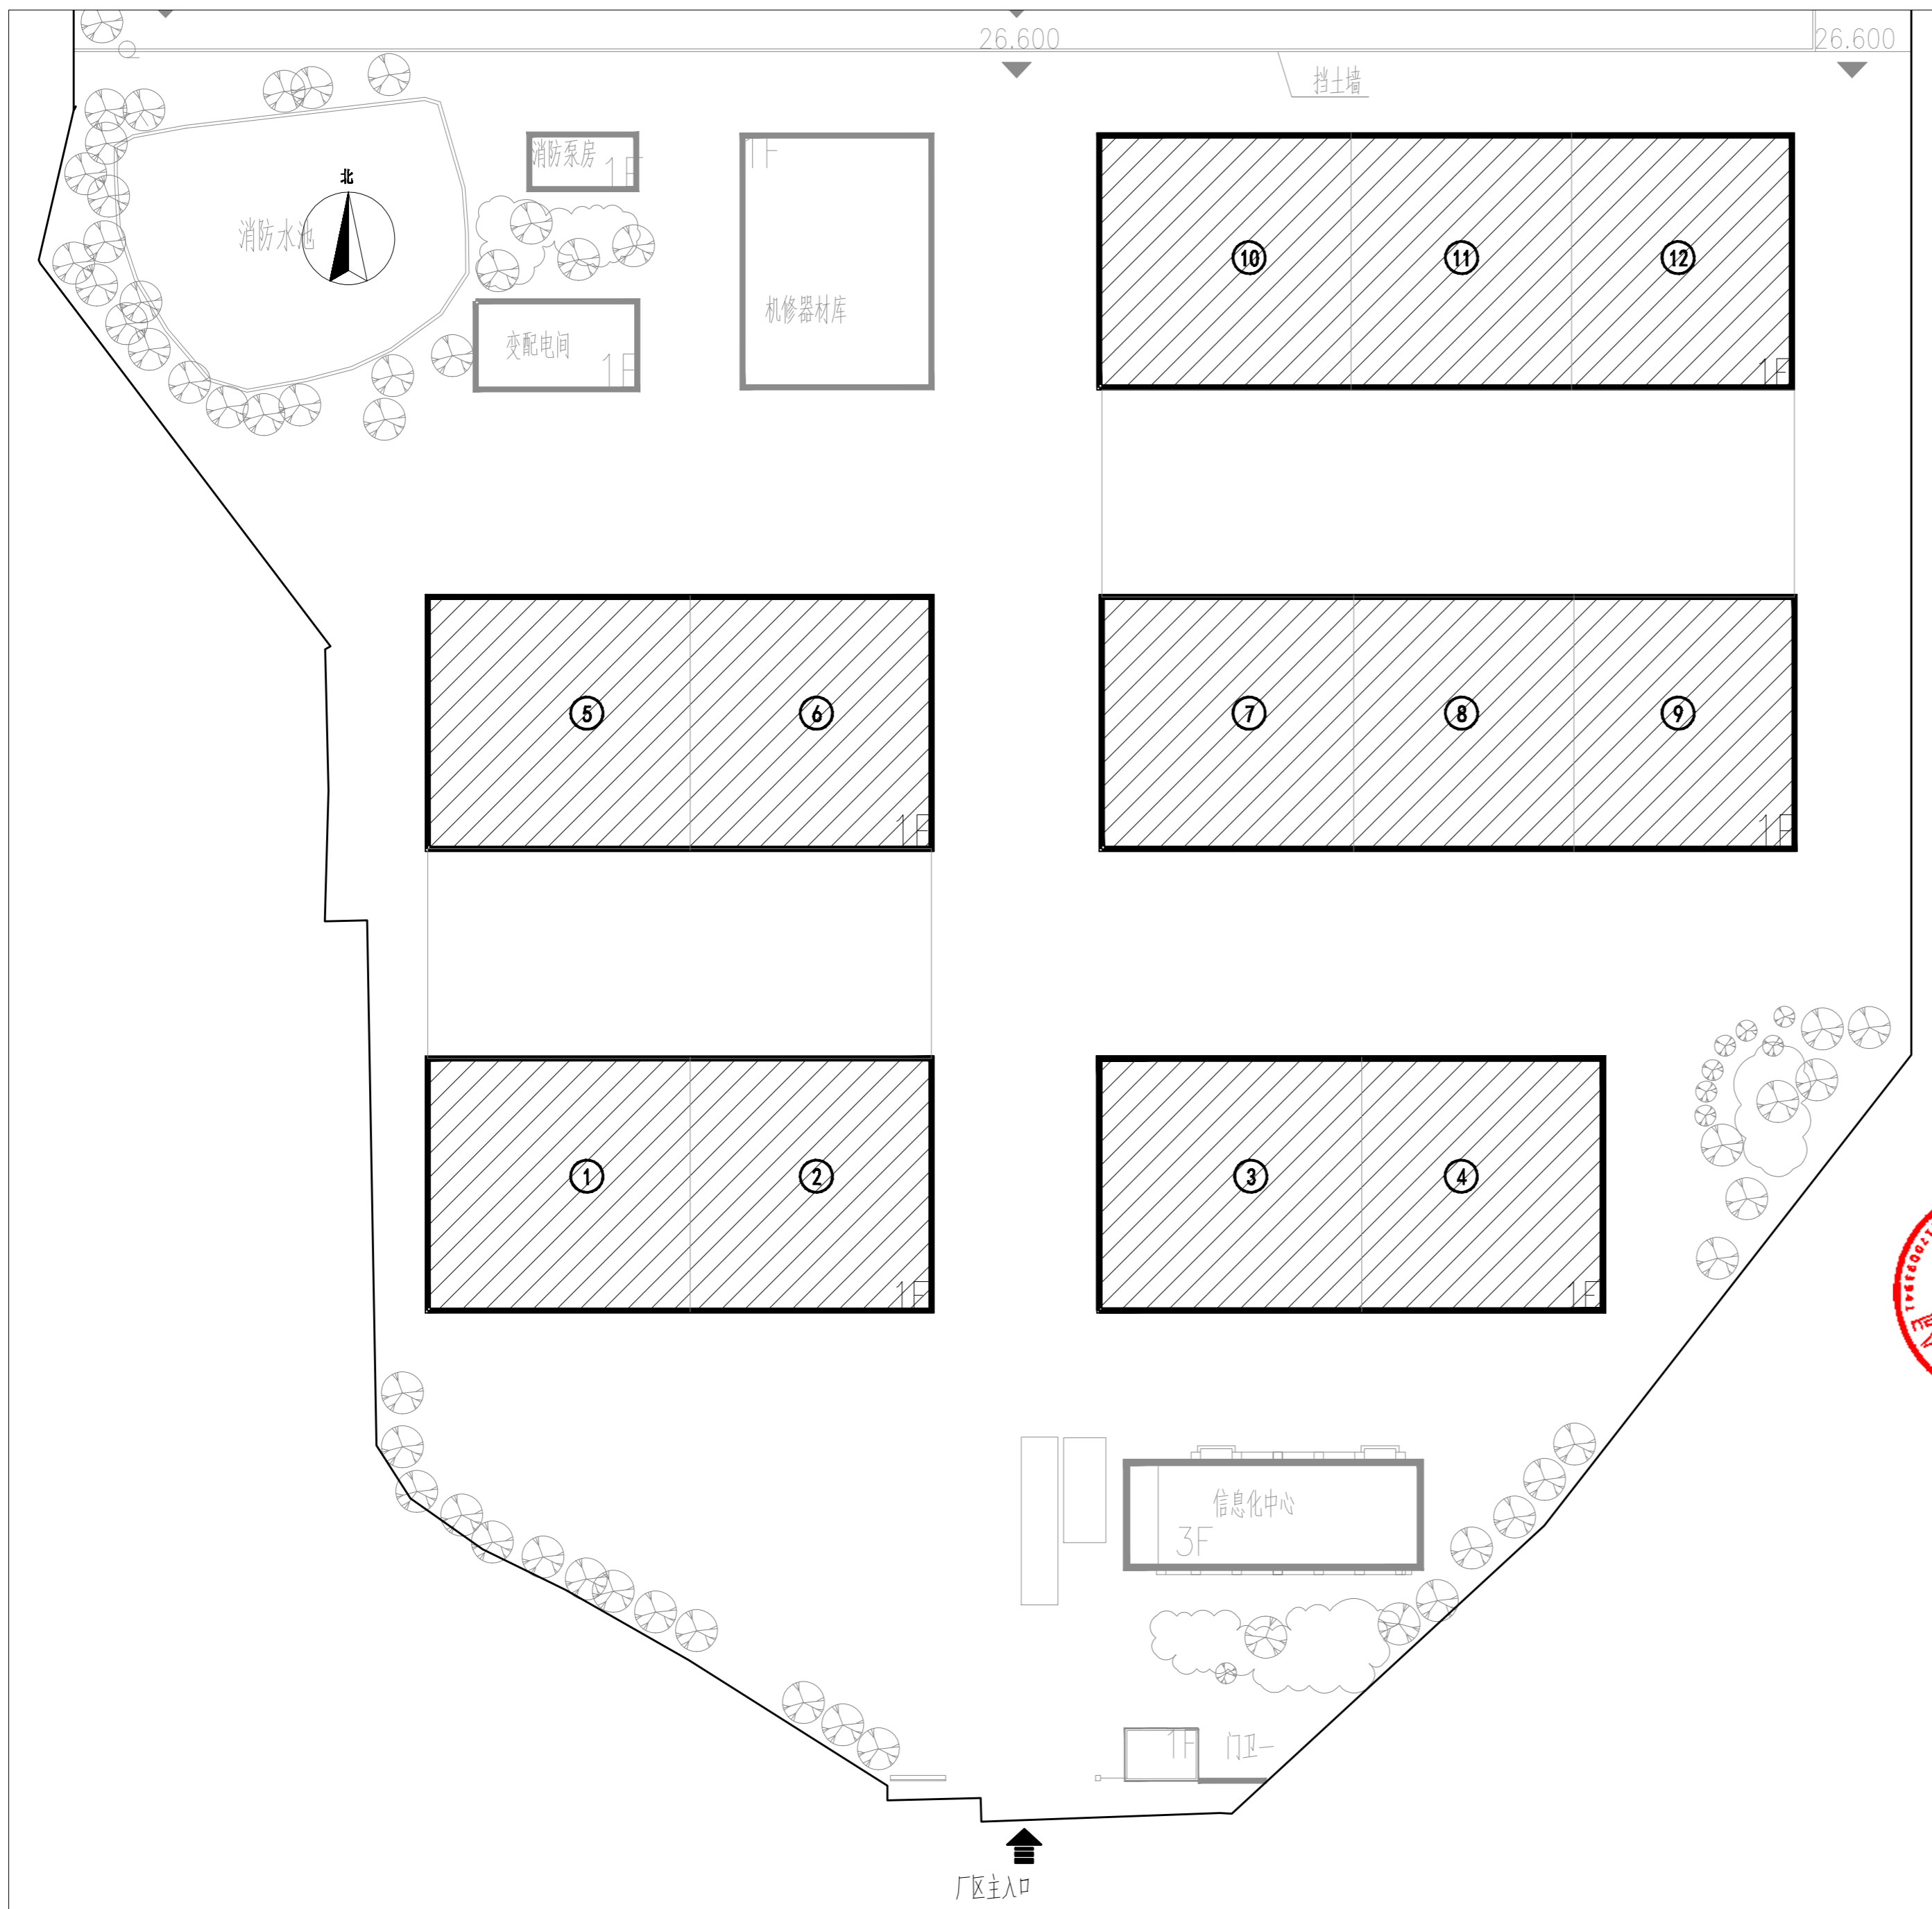 26.600
26.600
挡土墙
消防泵房
1F
1F
北
消防水池
10
11
12
机修器材库
变配电间
1F
1F
5
6
7
8
9
1F
1F
1
2
3
4
1F
1F
信息化中心
3F
1F
门卫一
厂区主入口